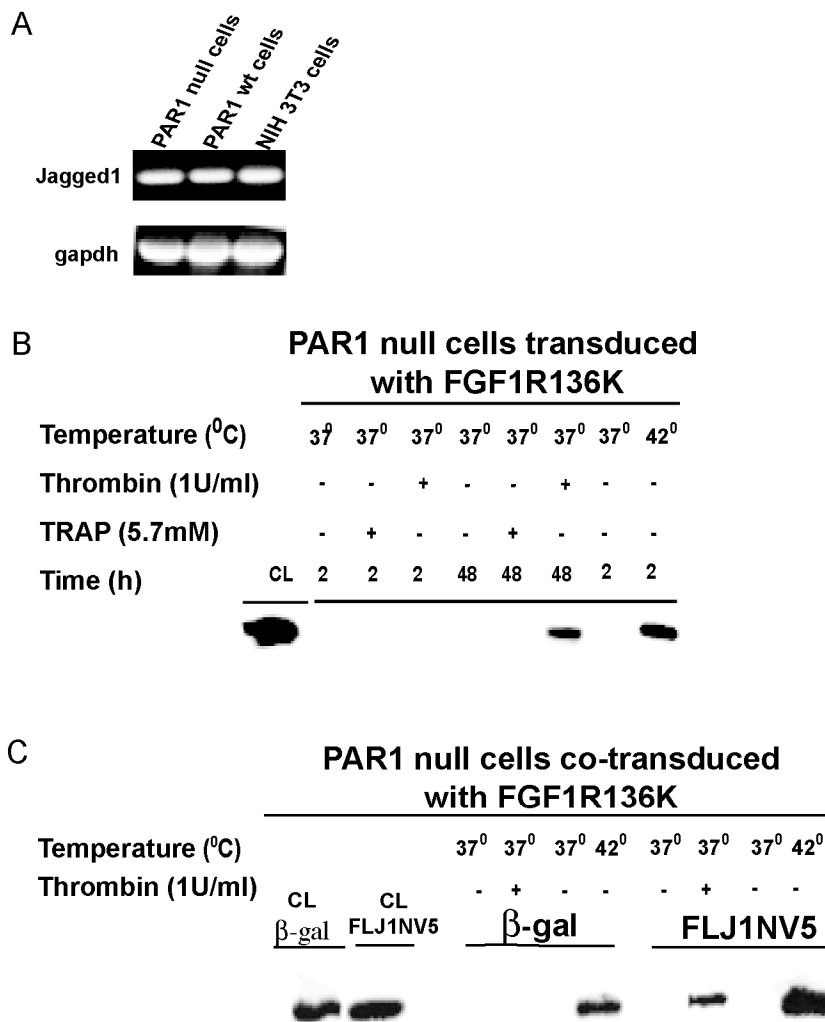 A
PAR1 null cells
PAR1 wt cells
NIH 3T3 cells
Jagged1
gapdh
B
PAR1 null cells transduced
with FGF1R136K
Temperature (⁰C) 37⁰ 37⁰ 37⁰ 37⁰ 37⁰ 37⁰ 37⁰ 42⁰
Thrombin (1U/ml) - - + - - + - -
TRAP (5.7mM) - + - - + - - -
Time (h) CL 2 2 2 48 48 48 2 2
C
PAR1 null cells co-transduced
with FGF1R136K
Temperature (⁰C) 37⁰ 37⁰ 37⁰ 42⁰ 37⁰ 37⁰ 37⁰ 42⁰
Thrombin (1U/ml) - + - - - + - -
CL CL
β-gal FLJ1NV5 β-gal FLJ1NV5